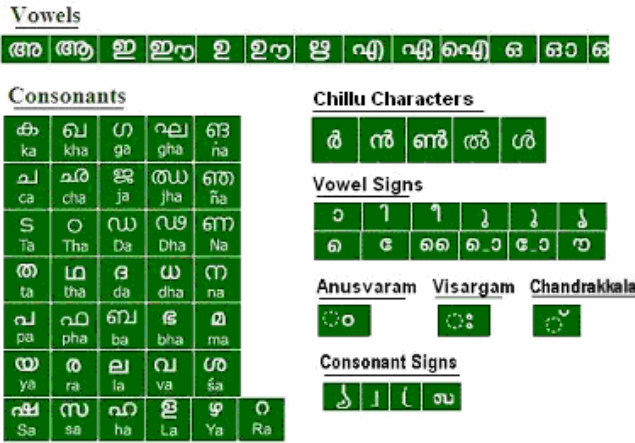 Vowels
അ ആ ഇ ഈ ഉ ഊ ഋ എ ഏ ഐ ഒ ഓ ഒ
Consonants
ക ഖ ഗ ഘ ങ
ka kha ga gha ṅa
ച ഛ ജ ഝ ഞ
ca cha ja jha ña
ട ഠ ഡ ഢ ണ
Ta Tha Da Dha Na
ത ഥ ദ ധ ന
ta tha da dha na
പ ഫ ബ ഭ മ
pa pha ba bha ma
യ ര ല വ ശ
ya ra la va śa
ഷ സ ഹ ള ഴ റ
Sa sa ha La Ya Ra
Chillu Characters
ർ ൻ ൺ ൽ ൾ
Vowel Signs
ാ ി ീ ു ു ൃ
െ േ ൈ ൊ ോ ൗ
Anusvaram Visargam Chandrakkala
ം ഃ ്
Consonant Signs